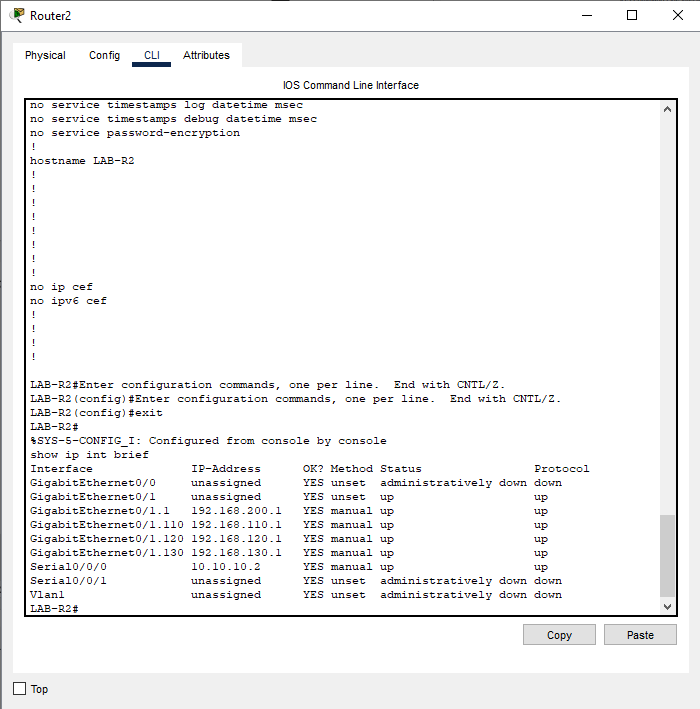 Router2
Physical Config CLI Attributes
IOS Command Line Interface
no service timestamps log datetime msec
no service timestamps debug datetime msec
no service password-encryption
!
hostname LAB-R2
!
!
!
!
!
!
!
!
no ip cef
no ipv6 cef
!
!
!
!
LAB-R2#Enter configuration commands, one per line.  End with CNTL/Z.
LAB-R2(config)#Enter configuration commands, one per line.  End with CNTL/Z.
LAB-R2(config)#exit
LAB-R2#
%SYS-5-CONFIG_I: Configured from console by console
show ip int brief
Interface              IP-Address      OK? Method Status                Protocol
GigabitEthernet0/0     unassigned      YES unset  administratively down down
GigabitEthernet0/1     unassigned      YES unset  up                    up
GigabitEthernet0/1.1   192.168.200.1   YES manual up                    up
GigabitEthernet0/1.110 192.168.110.1   YES manual up                    up
GigabitEthernet0/1.120 192.168.120.1   YES manual up                    up
GigabitEthernet0/1.130 192.168.130.1   YES manual up                    up
Serial0/0/0            10.10.10.2      YES manual up                    up
Serial0/0/1            unassigned      YES unset  administratively down down
Vlan1                  unassigned      YES unset  administratively down down
LAB-R2#
Copy Paste
Top